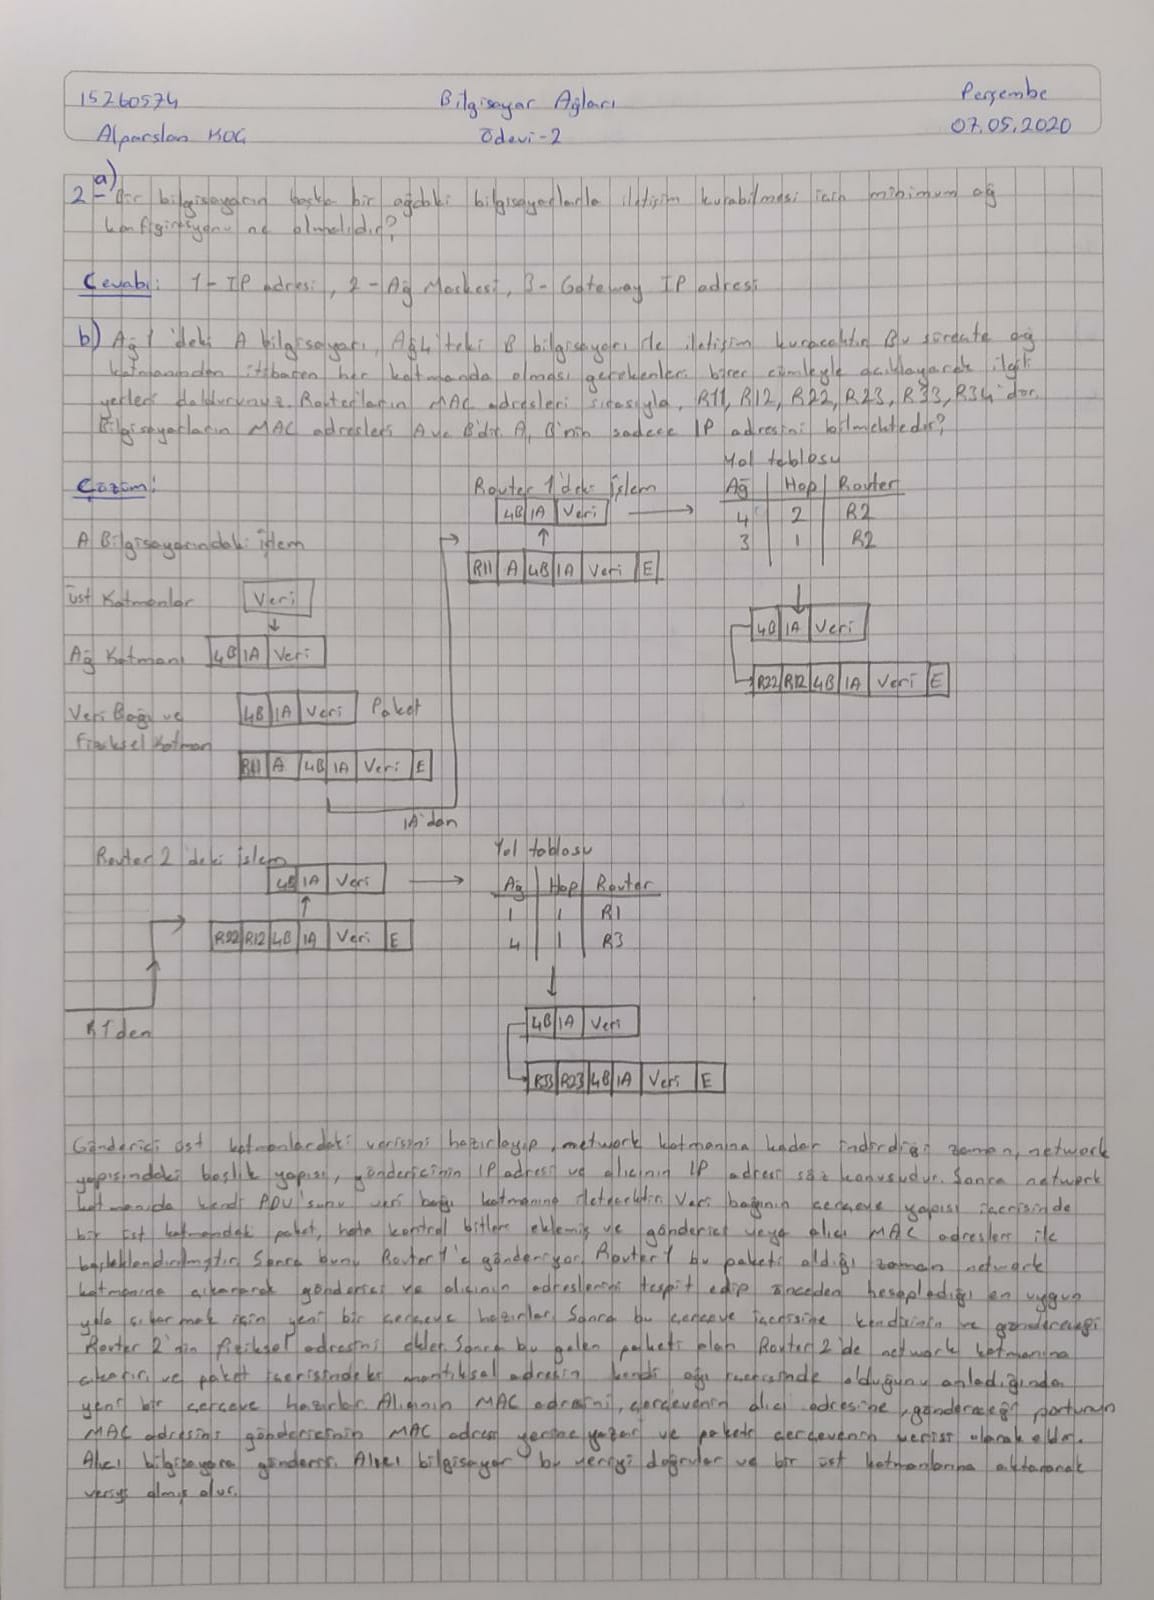 15260574
Bilgisayar Ağları
Perşembe
Alparslan KOÇ
Ödevi-2
07.05.2020
2-a) Bir bilgisayarın başka bir ağdaki bilgisayarlarla iletişim kurabilmesi için minimum ağ
konfigirasyonu ne olmalıdır?
Cevabı: 1- IP adresi, 2- Ağ Maskesi, 3- Gateway IP adresi
b) Ağ 1'deki A bilgisayarı, Ağ4'teki B bilgisayarı ile iletişim kuracaktır. Bu süreçte ağ
katmanından itibaren her katmanda olması gerekenleri birer cümleyle açıklayarak ilgili
yerleri doldurunuz. Routerların MAC adresleri sırasıyla, R11, R12, R22, R23, R33, R34'dür.
Bilgisayarların MAC adresleri A ve B'dir. A, B'nin sadece IP adresini bilmektedir?
Çözüm:
Router 1'deki İşlem
Yol tablosu
4B 1A Veri
Ağ Hop Router
4 2 R2
3 1 R2
A Bilgisayarındaki İşlem
R11 A 4B 1A Veri E
Üst Katmanlar
Veri
4B 1A Veri
Ağ Katmanı
4B 1A Veri
R22 R12 4B 1A Veri E
Veri Bağı ve
4B 1A Veri Paket
Fiziksel Katman
R11 A 4B 1A Veri E
1A'dan
Router 2'deki işlem
Yol tablosu
4B 1A Veri
Ağ Hop Router
1 1 R1
4 1 R3
R22 R12 4B 1A Veri E
R1'den
4B 1A Veri
R33 R23 4B 1A Veri E
Gönderici üst katmanlardaki verisini hazırlayıp, network katmanına kadar indirdiği zaman, network
yapısındaki başlık yapısı, göndericinin IP adresi ve alıcının IP adresi söz konusudur. Sonra network
katmanıda kendi PDU'sunu veri bağı katmanına iletecektir. Veri bağının çerçeve yapısı içerisinde
bir üst katmandaki paket, hata kontrol bitleri eklemiş ve gönderici veya alıcı MAC adresleri ile
başlıklendirilmiştir. Sonra bunu Router1'e gönderiyor. Router1 bu paketi aldığı zaman network
katmanına çıkararak gönderici ve alıcının adreslerini tespit edip önceden hesapladığı en uygun
yola çıkarmak için yeni bir çerçeve hazırlar. Sonra bu çerçeve içerisine kendisinin ve göndereceği
Router 2'nin fiziksel adresini ekler. Sonra bu gelen paketi alan Router2'de network katmanına
çıkarır ve paket içerisindeki mantıksal adresin kendi ağı içerisinde olduğunu anladığında
yeni bir çerçeve hazırlar. Alıcının MAC adresini, çerçevenin alıcı adresine, göndereceği portunun
MAC adresini göndericinin MAC adresi yerine yazar ve paketi çerçevenin verisi olarak ekler.
Alıcı bilgisayara gönderir. Alıcı bilgisayar bu veriyi doğrular ve bir üst katmanlarına aktararak
veriyi almış olur.